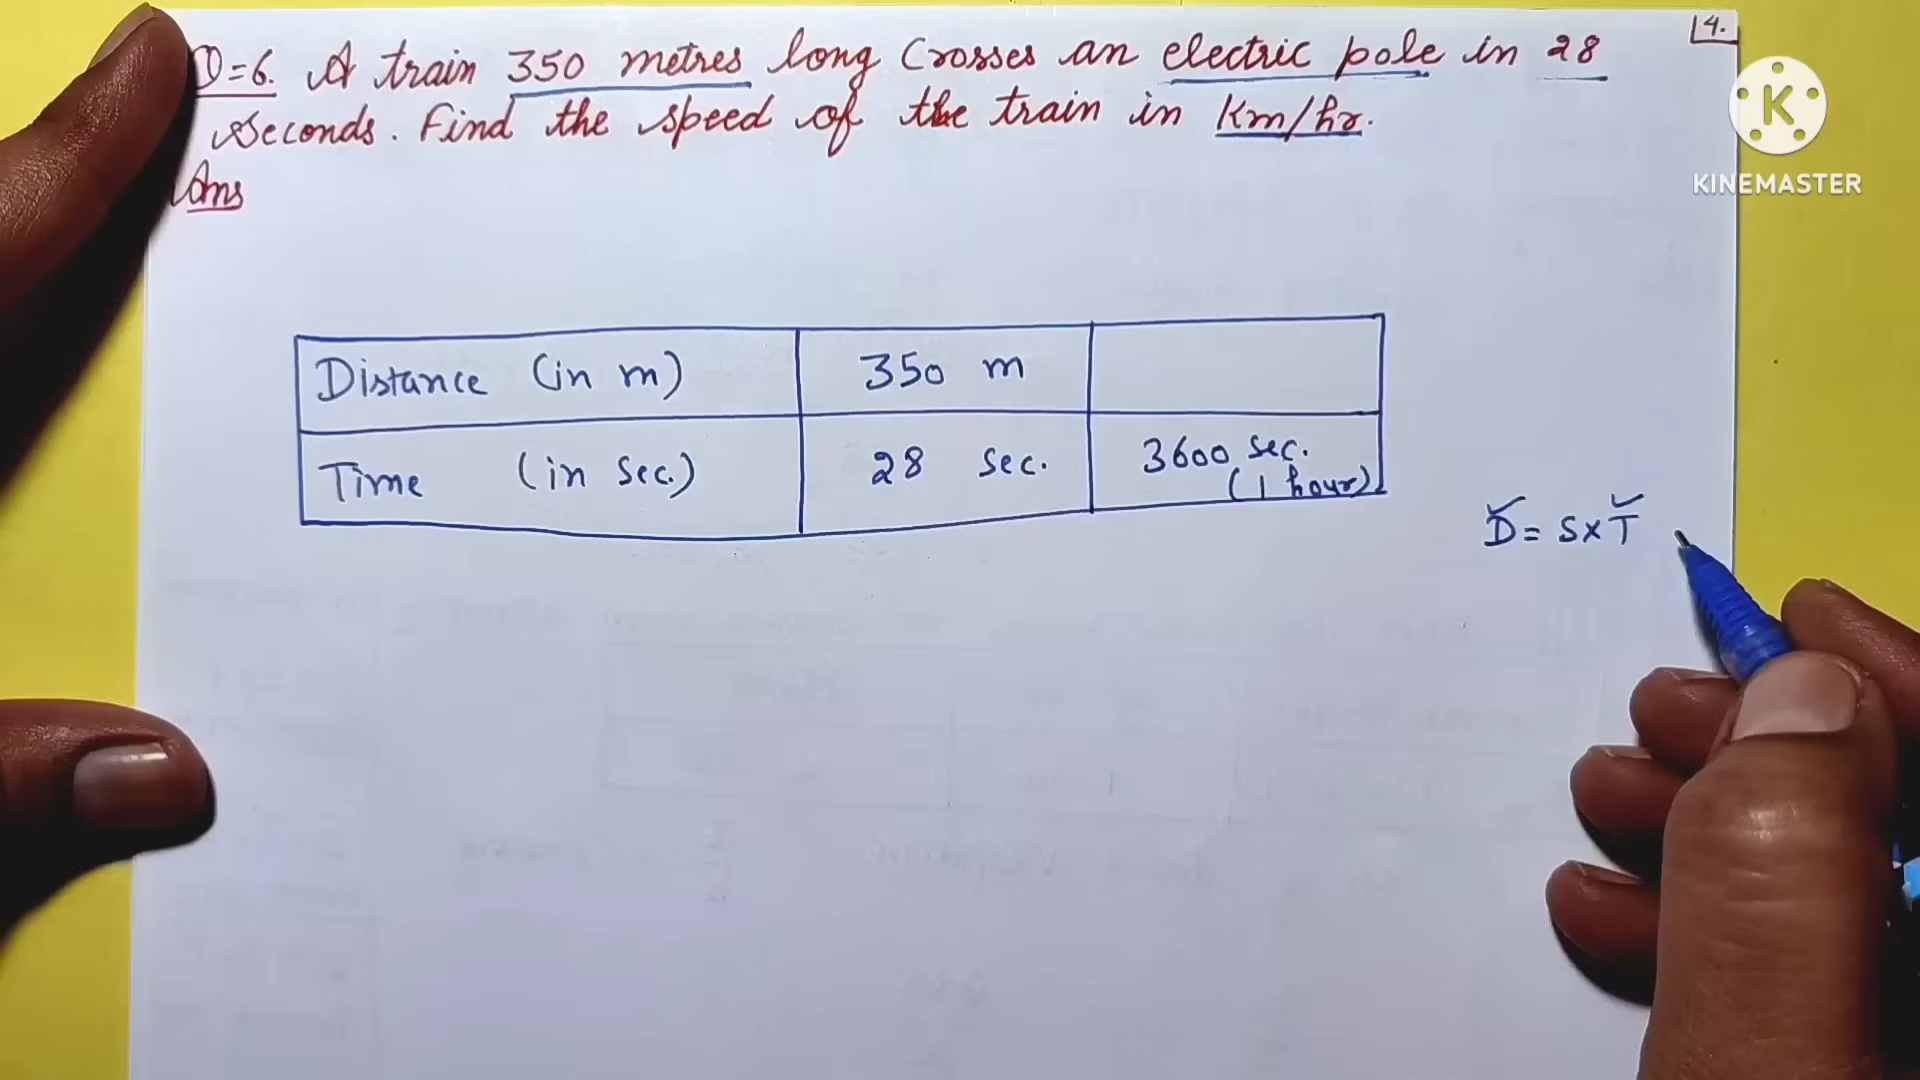 14.
Q=6. A train 350 metres long Crosses an electric pole in 28
seconds. Find the speed of the train in Km/hr.
Ans
KINEMASTER
Distance (in m) 350 m
Time (in Sec.) 28 Sec. 3600 Sec.
(1 hour)
D = S x T